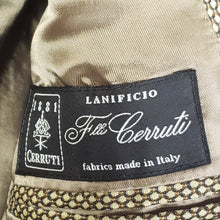 1881
CERRUTI
LANIFICIO
F.lli Cerruti
fabrics made in Italy